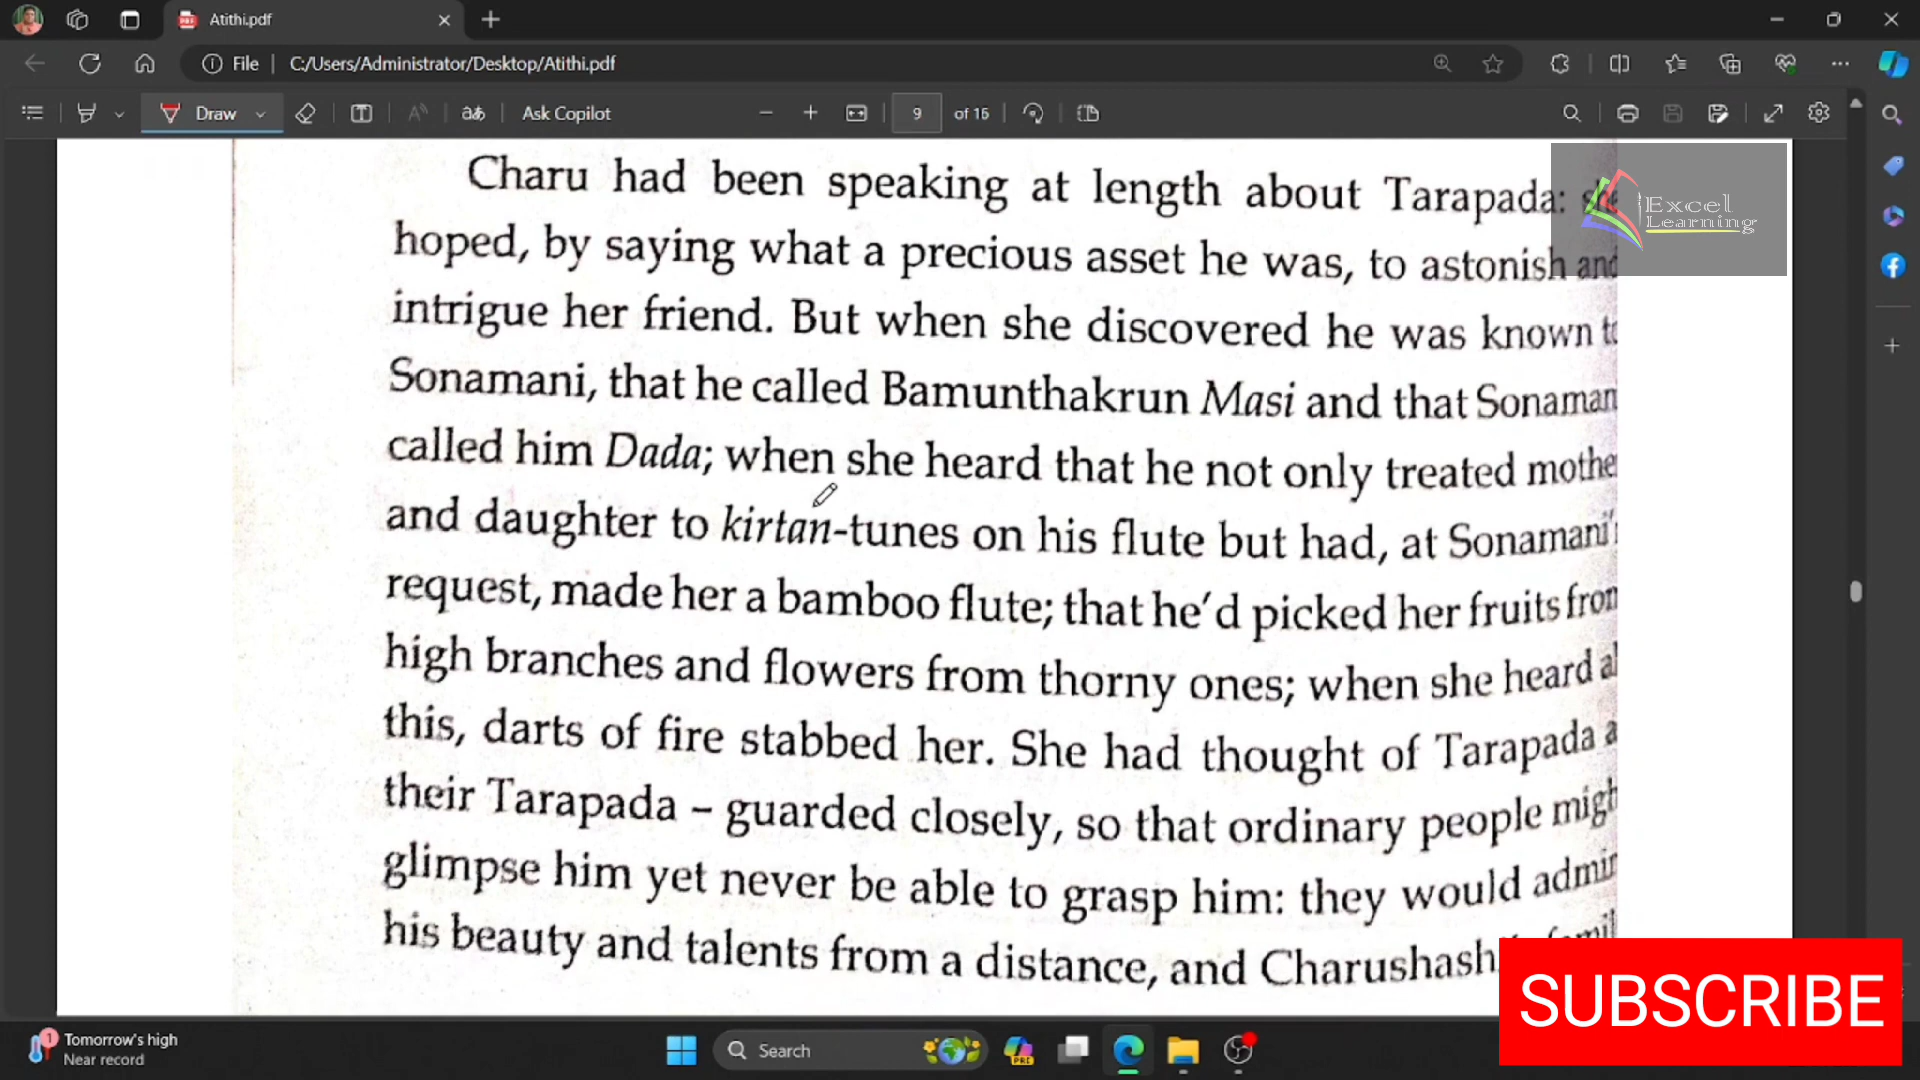 Atithi.pdf
File
C:/Users/Administrator/Desktop/Atithi.pdf
Draw
Ask Copilot
9 of 15
Charu had been speaking at length about Tarapada: she
hoped, by saying what a precious asset he was, to astonish and
intrigue her friend. But when she discovered he was known to
Sonamani, that he called Bamunthakrun Masi and that Sonaman
called him Dada; when she heard that he not only treated mothe
and daughter to kirtan-tunes on his flute but had, at Sonamani'
request, made her a bamboo flute; that he'd picked her fruits from
high branches and flowers from thorny ones; when she heard al
this, darts of fire stabbed her. She had thought of Tarapada a
their Tarapada – guarded closely, so that ordinary people migh
glimpse him yet never be able to grasp him: they would admir
his beauty and talents from a distance, and Charushash
Excel
Learning
SUBSCRIBE
1
Tomorrow's high
Near record
Search
PRE